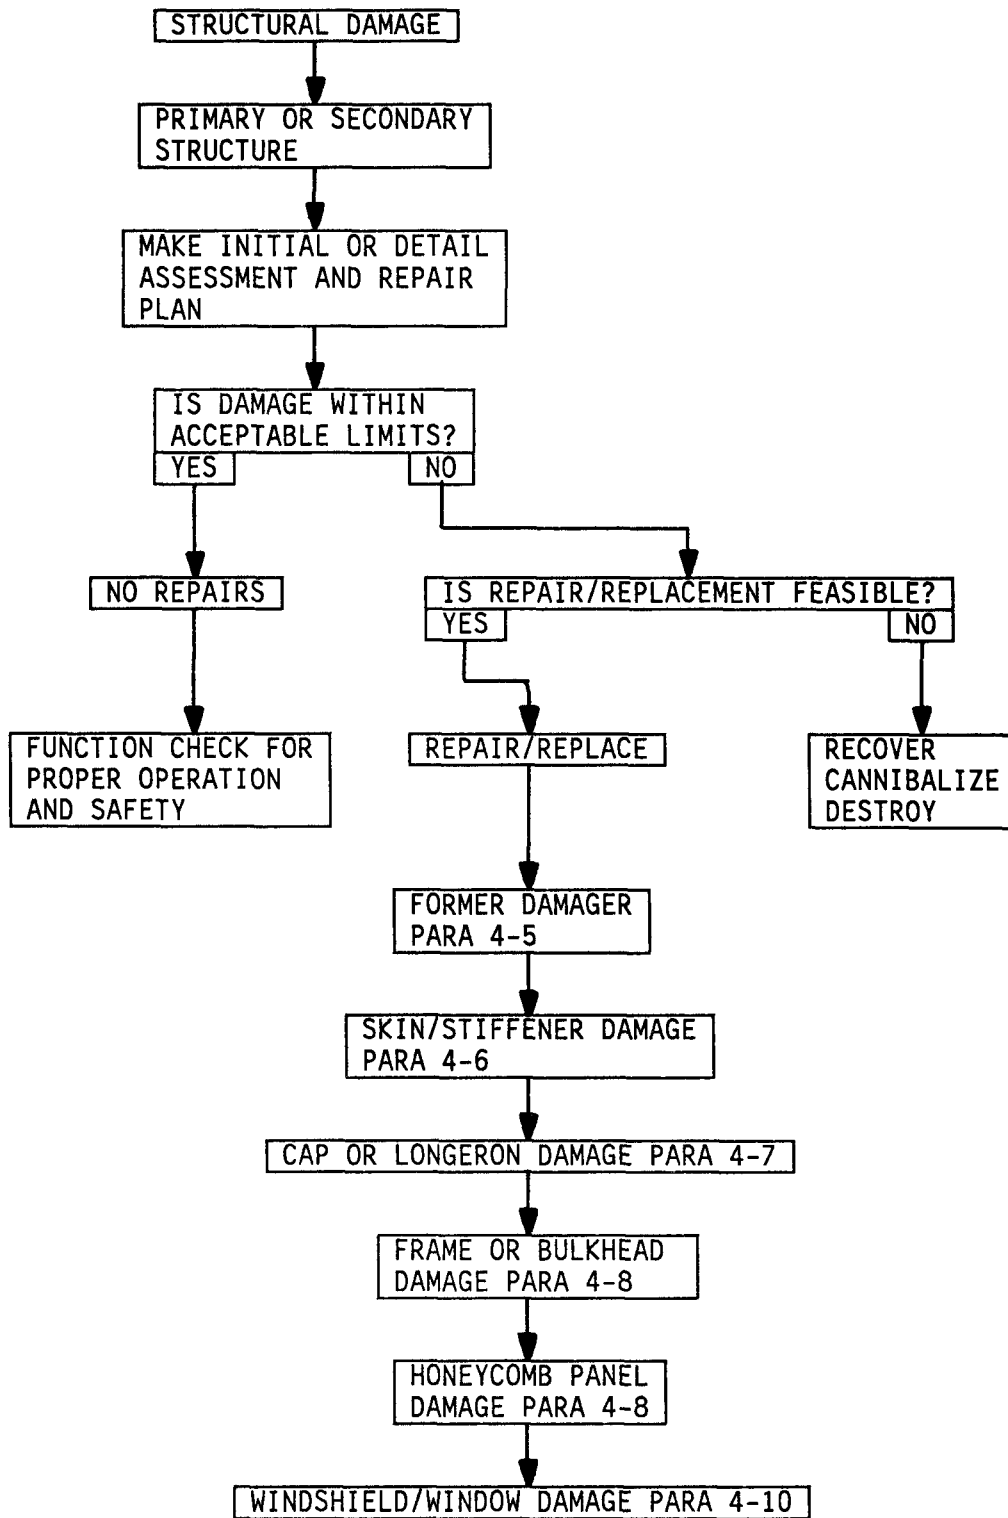 STRUCTURAL DAMAGE
PRIMARY OR SECONDARY
STRUCTURE
MAKE INITIAL OR DETAIL
ASSESSMENT AND REPAIR
PLAN
IS DAMAGE WITHIN
ACCEPTABLE LIMITS?
YES
NO
NO REPAIRS
FUNCTION CHECK FOR
PROPER OPERATION
AND SAFETY
IS REPAIR/REPLACEMENT FEASIBLE?
YES
NO
REPAIR/REPLACE
RECOVER
CANNIBALIZE
DESTROY
FORMER DAMAGER
PARA 4-5
SKIN/STIFFENER DAMAGE
PARA 4-6
CAP OR LONGERON DAMAGE PARA 4-7
FRAME OR BULKHEAD
DAMAGE PARA 4-8
HONEYCOMB PANEL
DAMAGE PARA 4-8
WINDSHIELD/WINDOW DAMAGE PARA 4-10